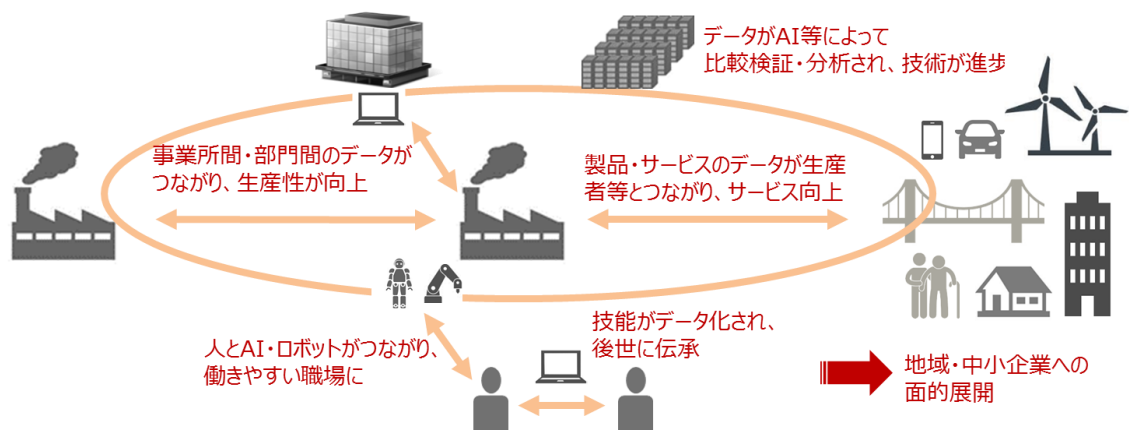 データがAI等によって
比較検証・分析され、技術が進歩
事業所間・部門間のデータが
つながり、生産性が向上
製品・サービスのデータが生産
者等とつながり、サービス向上
人とAI・ロボットがつながり、
働きやすい職場に
技能がデータ化され、
後世に伝承
地域・中小企業への
面的展開